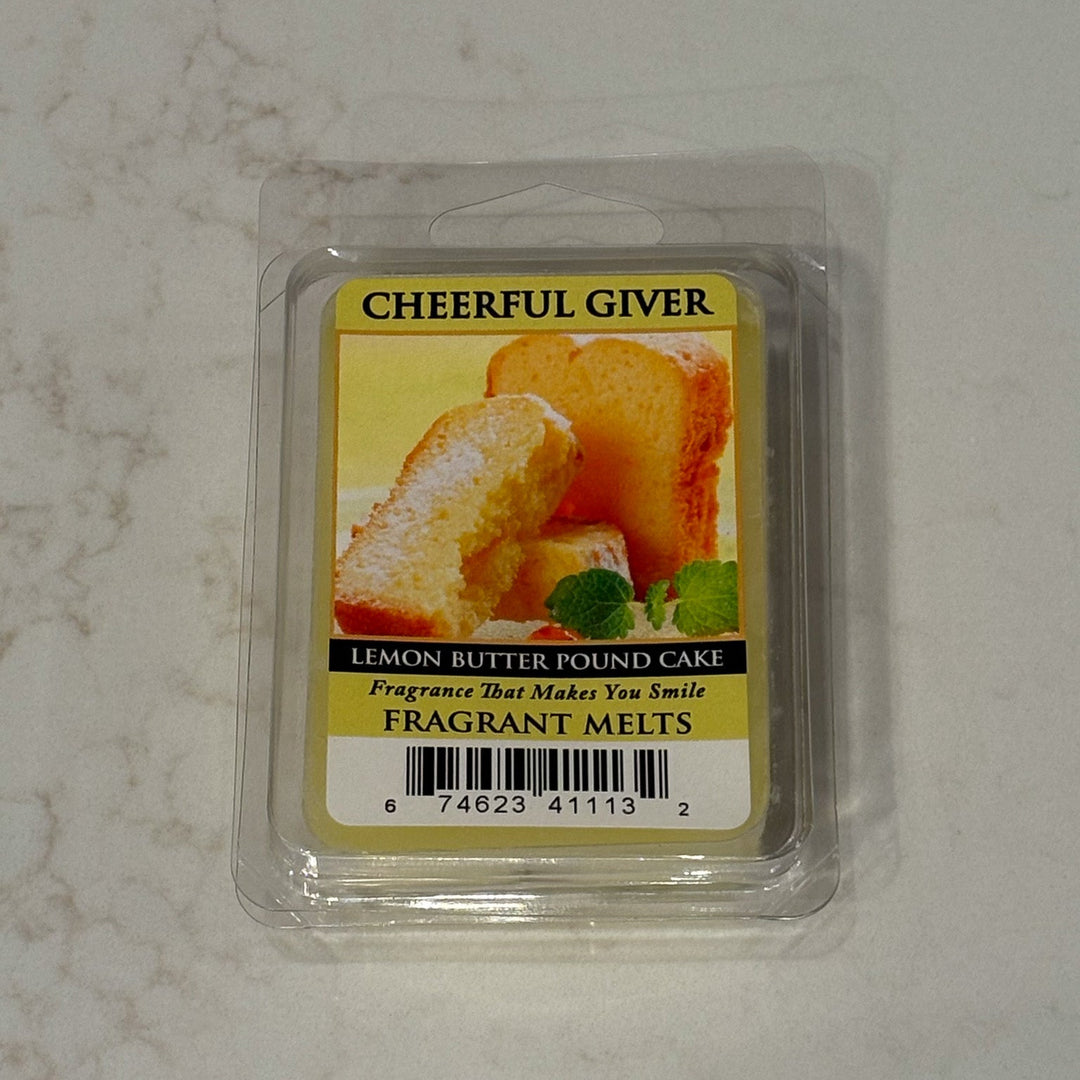 CHEERFUL GIVER
LEMON BUTTER POUND CAKE
Fragrance That Makes You Smile
FRAGRANT MELTS
6 74623 41113 2